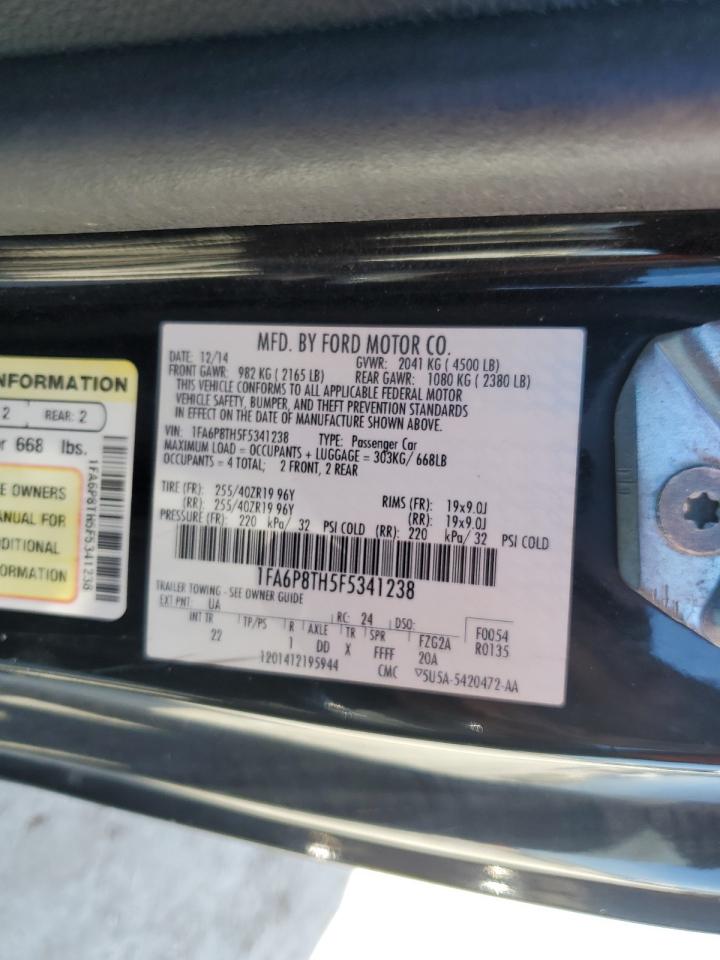 MFD. BY FORD MOTOR CO.
DATE: 12/14 GVWR: 2041 KG ( 4500 LB)
FRONT GAWR: 982 KG ( 2165 LB) REAR GAWR: 1080 KG ( 2380 LB)
THIS VEHICLE CONFORMS TO ALL APPLICABLE FEDERAL MOTOR
VEHICLE SAFETY, BUMPER, AND THEFT PREVENTION STANDARDS
IN EFFECT ON THE DATE OF MANUFACTURE SHOWN ABOVE.
VIN: 1FA6P8TH5F5341238 TYPE: Passenger Car
MAXIMUM LOAD = OCCUPANTS + LUGGAGE = 303KG/ 668LB
OCCUPANTS = 4 TOTAL; 2 FRONT, 2 REAR
TIRE (FR): 255/40ZR19 96Y RIMS (FR): 19x9.0J
(RR): 255/40ZR19 96Y (RR): 19x9.0J
PRESSURE (FR): 220 kPa/ 32 PSI COLD (RR): 220 kPa/ 32 PSI COLD
1FA6P8TH5F5341238
TRAILER TOWING - SEE OWNER GUIDE
EXT PNT: UA RC: 24 DSO: F0054
INT TR TP/PS R AXLE TR SPR FZG2A R0135
22 1 DD X FFFF 20A
1201412195944 CMC ▽5U5A-5420472-AA
NFORMATION
2 REAR: 2
668 lbs.
E OWNERS
ANUAL FOR
DDITIONAL
FORMATION
1FA6P8TH5F5341238